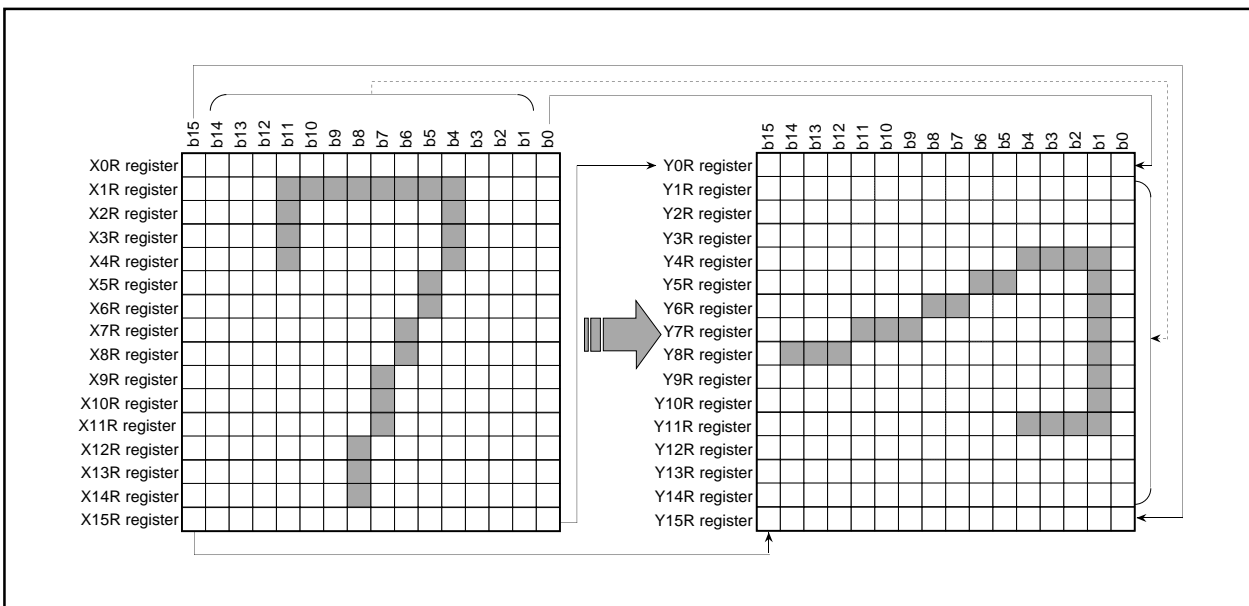 b15 b14 b13 b12 b11 b10 b9 b8 b7 b6 b5 b4 b3 b2 b1 b0
X0R register
X1R register
X2R register
X3R register
X4R register
X5R register
X6R register
X7R register
X8R register
X9R register
X10R register
X11R register
X12R register
X13R register
X14R register
X15R register
b15 b14 b13 b12 b11 b10 b9 b8 b7 b6 b5 b4 b3 b2 b1 b0
Y0R register
Y1R register
Y2R register
Y3R register
Y4R register
Y5R register
Y6R register
Y7R register
Y8R register
Y9R register
Y10R register
Y11R register
Y12R register
Y13R register
Y14R register
Y15R register